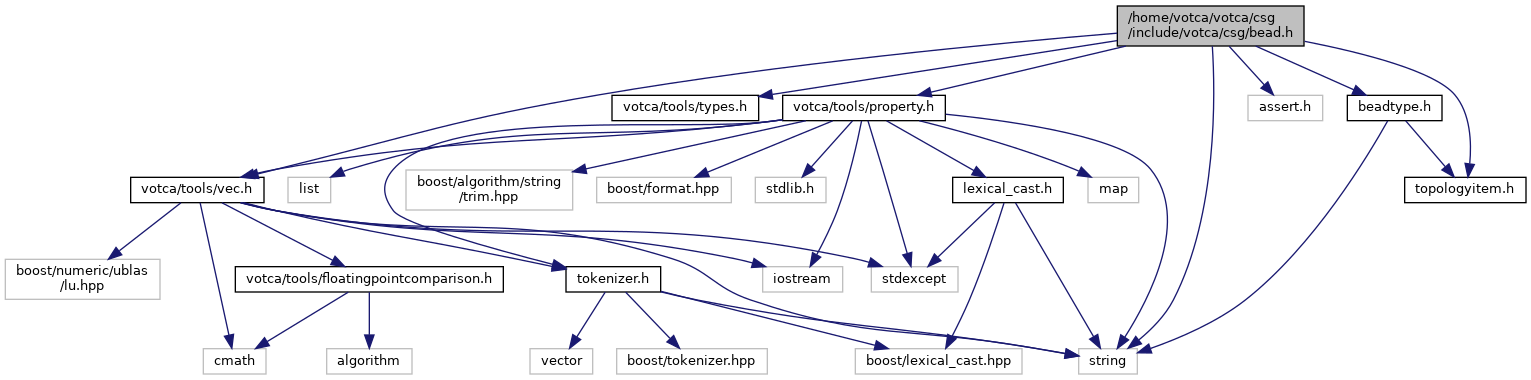 /home/votca/votca/csg
/include/votca/csg/bead.h
votca/tools/types.h
votca/tools/property.h
assert.h
beadtype.h
votca/tools/vec.h
list
boost/algorithm/string
/trim.hpp
boost/format.hpp
stdlib.h
lexical_cast.h
map
topologyitem.h
boost/numeric/ublas
/lu.hpp
votca/tools/floatingpointcomparison.h
tokenizer.h
iostream
stdexcept
cmath
algorithm
vector
boost/tokenizer.hpp
boost/lexical_cast.hpp
string